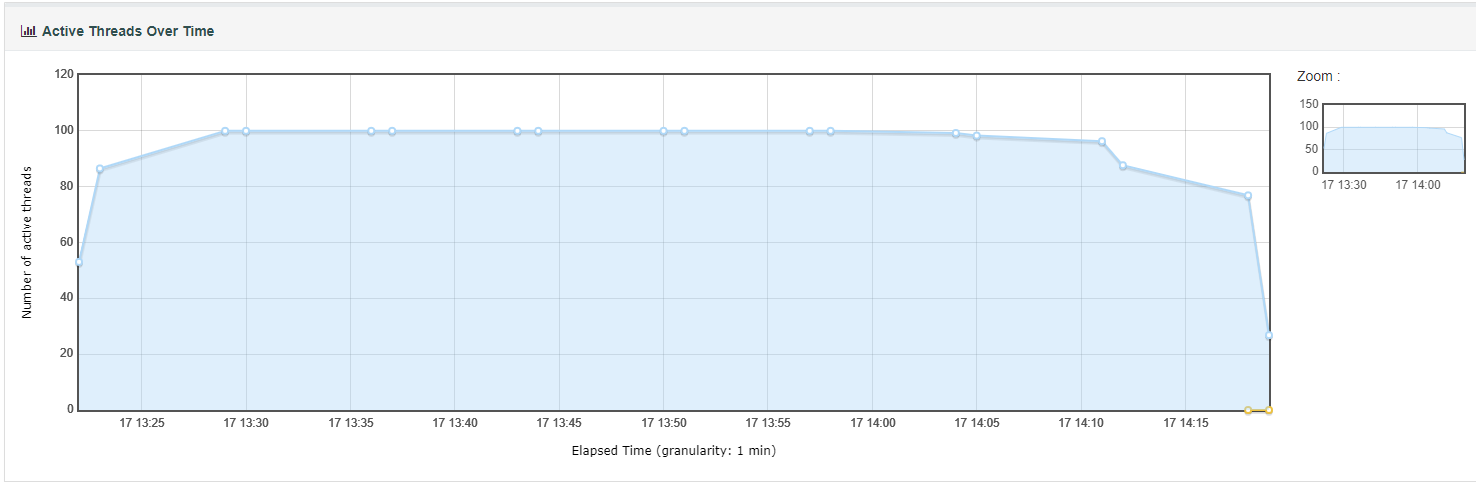 Active Threads Over Time
120
100
80
60
40
20
0
Number of active threads
17 13:25 17 13:30 17 13:35 17 13:40 17 13:45 17 13:50 17 13:55 17 14:00 17 14:05 17 14:10 17 14:15
Elapsed Time (granularity: 1 min)
Zoom :
150
100
50
0
17 13:30 17 14:00